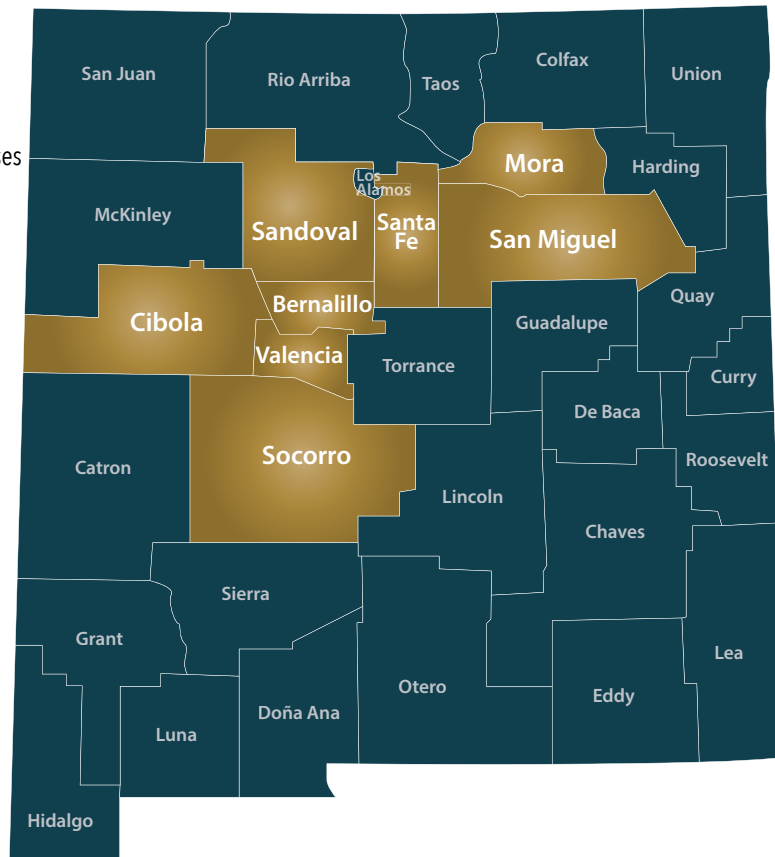 San Juan
Rio Arriba
Taos
Colfax
Union
ses
Mora
Harding
Los
Alamos
McKinley
Sandoval
Santa
Fe
San Miguel
Cibola
Bernalillo
Quay
Guadalupe
Valencia
Torrance
Curry
De Baca
Socorro
Roosevelt
Catron
Lincoln
Chaves
Sierra
Grant
Lea
Otero
Eddy
Doña Ana
Luna
Hidalgo